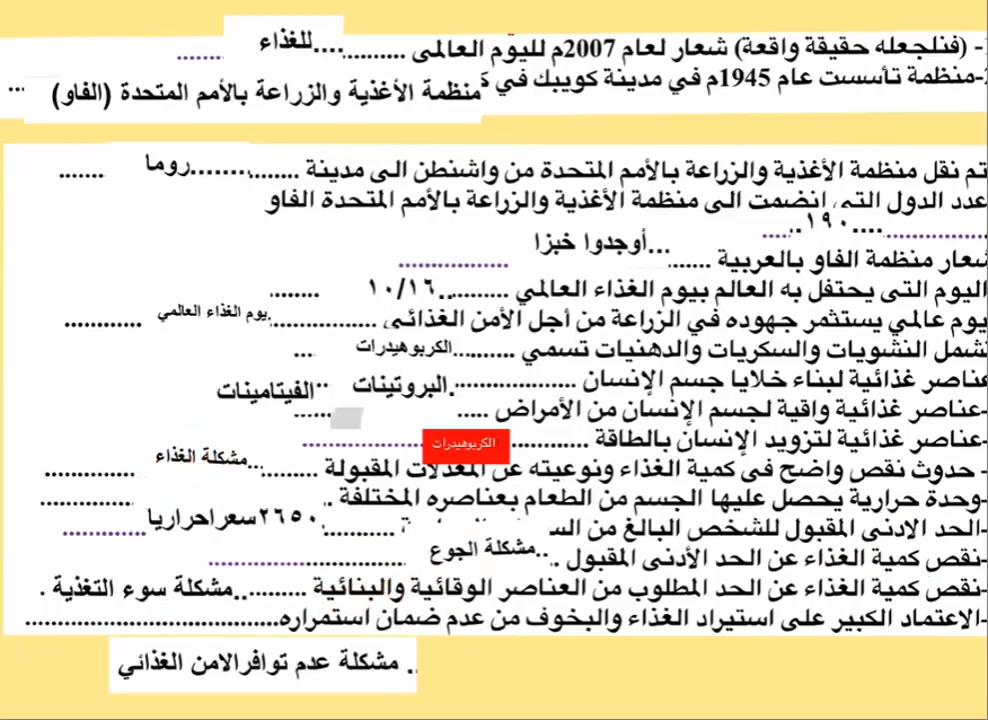 - (فنلجعله حقيقة واقعة) شعار لعام 2007م لليوم العالمى ............للغذاء .......
-منظمة تأسست عام 1945م في مدينة كويبك في منظمة الأغذية والزراعة بالأمم المتحدة (الفاو) ...
تم نقل منظمة الأغذية والزراعة بالأمم المتحدة من واشنطن الى مدينة ...............روما .......
عدد الدول التى انضمت الى منظمة الأغذية والزراعة بالأمم المتحدة الفاو
...............١٩٠.. ....
شعار منظمة الفاو بالعربية ....... ...أوجدوا خبزا ...............
اليوم التى يحتفل به العالم بيوم الغذاء العالمي ...........١٠/١٦ .......
يوم عالمي يستثمر جهوده في الزراعة من أجل الأمن الغذائى ...............يوم الغذاء العالمي ............
تشمل النشويات والسكريات والدهنيات تسمي ...........الكربوهيدرات ...
عناصر غذائية لبناء خلايا جسم الإنسان ................البروتينات
-عناصر غذائية واقية لجسم الإنسان من الأمراض ..... الفيتامينات ......
-عناصر غذائية لتزويد الإنسان بالطاقة ........... الكربوهيدرات ...............
- حدوث نقص واضح فى كمية الغذاء ونوعيته عن المعدلات المقبولة ...........مشكلة الغذاء ............
-وحدة حرارية يحصل عليها الجسم من الطعام بعناصره المختلفة .. ............
-الحد الادنى المقبول للشخص البالغ من ...........٢٦٥٠سعراحراريا ...........
-نقص كمية الغذاء عن الحد الأدنى المقبول ....مشكلة الجوع ........................
-نقص كمية الغذاء عن الحد المطلوب من العناصر الوقائية والبنائية ...........مشكلة سوء التغذية .
-الاعتماد الكبير على استيراد الغذاء والبخوف من عدم ضمان استمراره.......................................
.. مشكلة عدم توافرالامن الغذائي